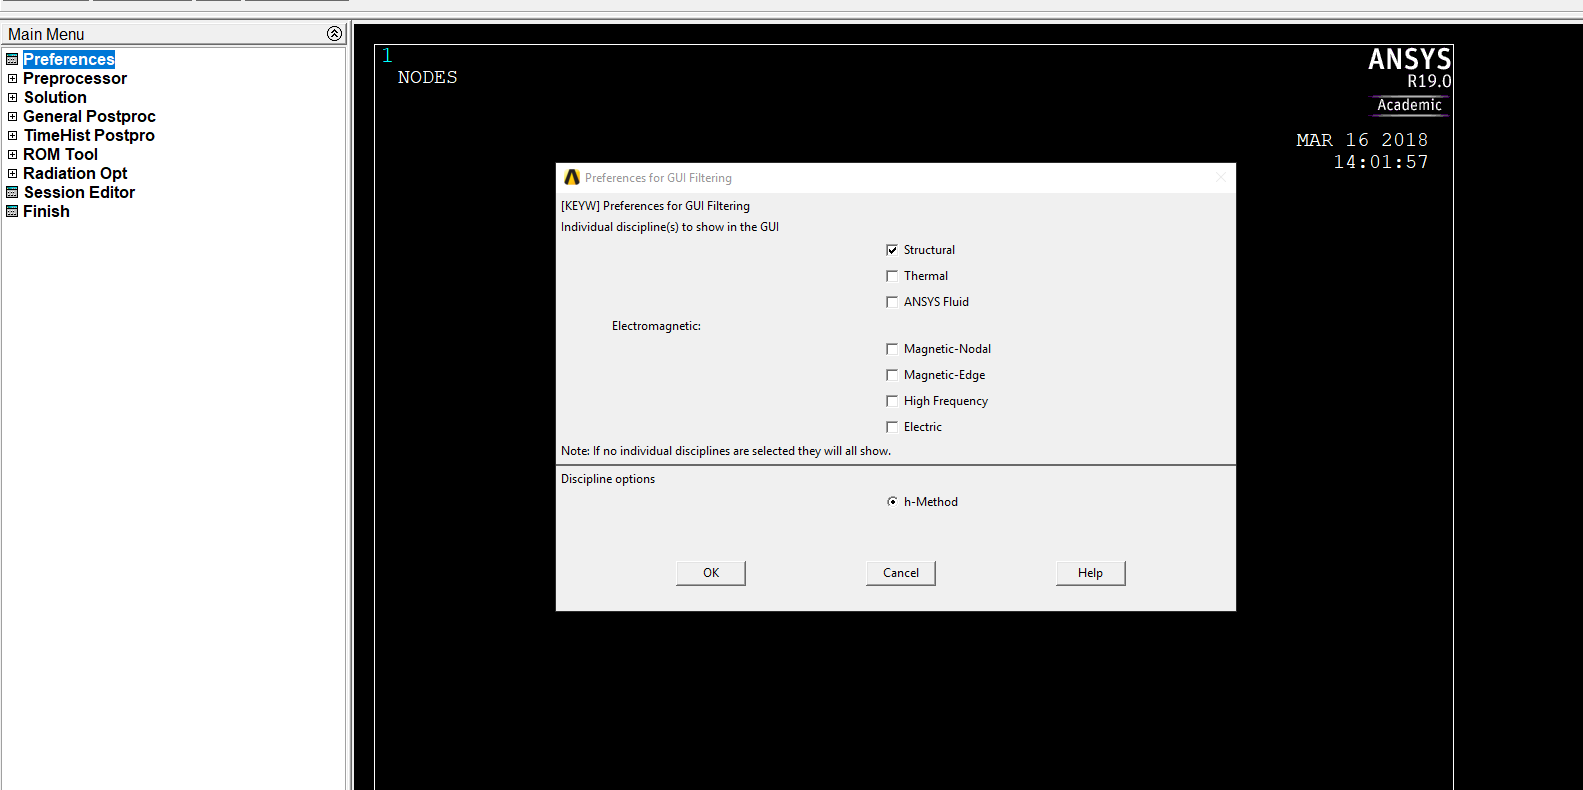 Main Menu
Preferences
Preprocessor
Solution
General Postproc
TimeHist Postpro
ROM Tool
Radiation Opt
Session Editor
Finish
1
NODES
ANSYS
R19.0
Academic
MAR 16 2018
14:01:57
Preferences for GUI Filtering
[KEYW] Preferences for GUI Filtering
Individual discipline(s) to show in the GUI
Structural
Thermal
ANSYS Fluid
Electromagnetic:
Magnetic-Nodal
Magnetic-Edge
High Frequency
Electric
Note: If no individual disciplines are selected they will all show.
Discipline options
h-Method
OK
Cancel
Help